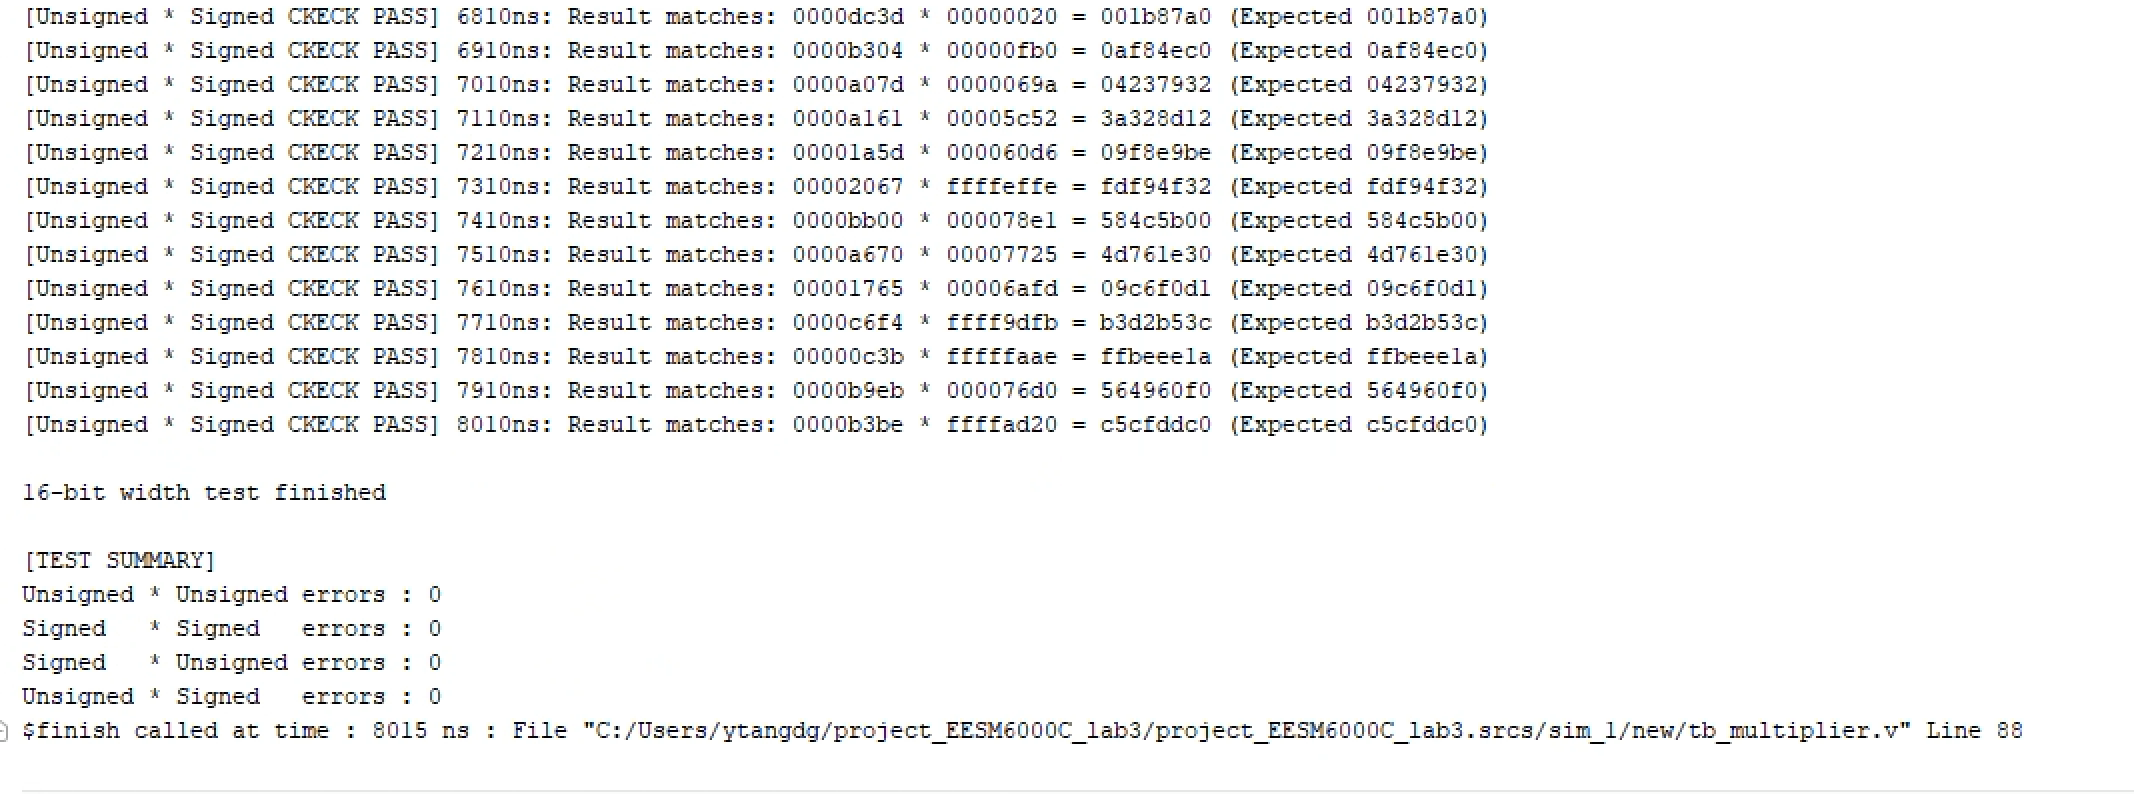 [Unsigned * Signed CKECK PASS] 6810ns: Result matches: 0000dc3d * 00000020 = 001b87a0 (Expected 001b87a0)
[Unsigned * Signed CKECK PASS] 6910ns: Result matches: 0000b304 * 00000fb0 = 0af84ec0 (Expected 0af84ec0)
[Unsigned * Signed CKECK PASS] 7010ns: Result matches: 0000a07d * 0000069a = 04237932 (Expected 04237932)
[Unsigned * Signed CKECK PASS] 7110ns: Result matches: 0000a161 * 00005c52 = 3a328d12 (Expected 3a328d12)
[Unsigned * Signed CKECK PASS] 7210ns: Result matches: 00001a5d * 000060d6 = 09f8e9be (Expected 09f8e9be)
[Unsigned * Signed CKECK PASS] 7310ns: Result matches: 00002067 * ffffeffe = fdf94f32 (Expected fdf94f32)
[Unsigned * Signed CKECK PASS] 7410ns: Result matches: 0000bb00 * 000078e1 = 584c5b00 (Expected 584c5b00)
[Unsigned * Signed CKECK PASS] 7510ns: Result matches: 0000a670 * 00007725 = 4d761e30 (Expected 4d761e30)
[Unsigned * Signed CKECK PASS] 7610ns: Result matches: 00001765 * 00006afd = 09c6f0d1 (Expected 09c6f0d1)
[Unsigned * Signed CKECK PASS] 7710ns: Result matches: 0000c6f4 * ffff9dfb = b3d2b53c (Expected b3d2b53c)
[Unsigned * Signed CKECK PASS] 7810ns: Result matches: 00000c3b * fffffaae = ffbeee1a (Expected ffbeee1a)
[Unsigned * Signed CKECK PASS] 7910ns: Result matches: 0000b9eb * 000076d0 = 564960f0 (Expected 564960f0)
[Unsigned * Signed CKECK PASS] 8010ns: Result matches: 0000b3be * ffffad20 = c5cfddc0 (Expected c5cfddc0)
16-bit width test finished
[TEST SUMMARY]
Unsigned * Unsigned errors : 0
Signed   * Signed   errors : 0
Signed   * Unsigned errors : 0
Unsigned * Signed   errors : 0
$finish called at time : 8015 ns : File "C:/Users/ytangdg/project_EESM6000C_lab3/project_EESM6000C_lab3.srcs/sim_1/new/tb_multiplier.v" Line 88